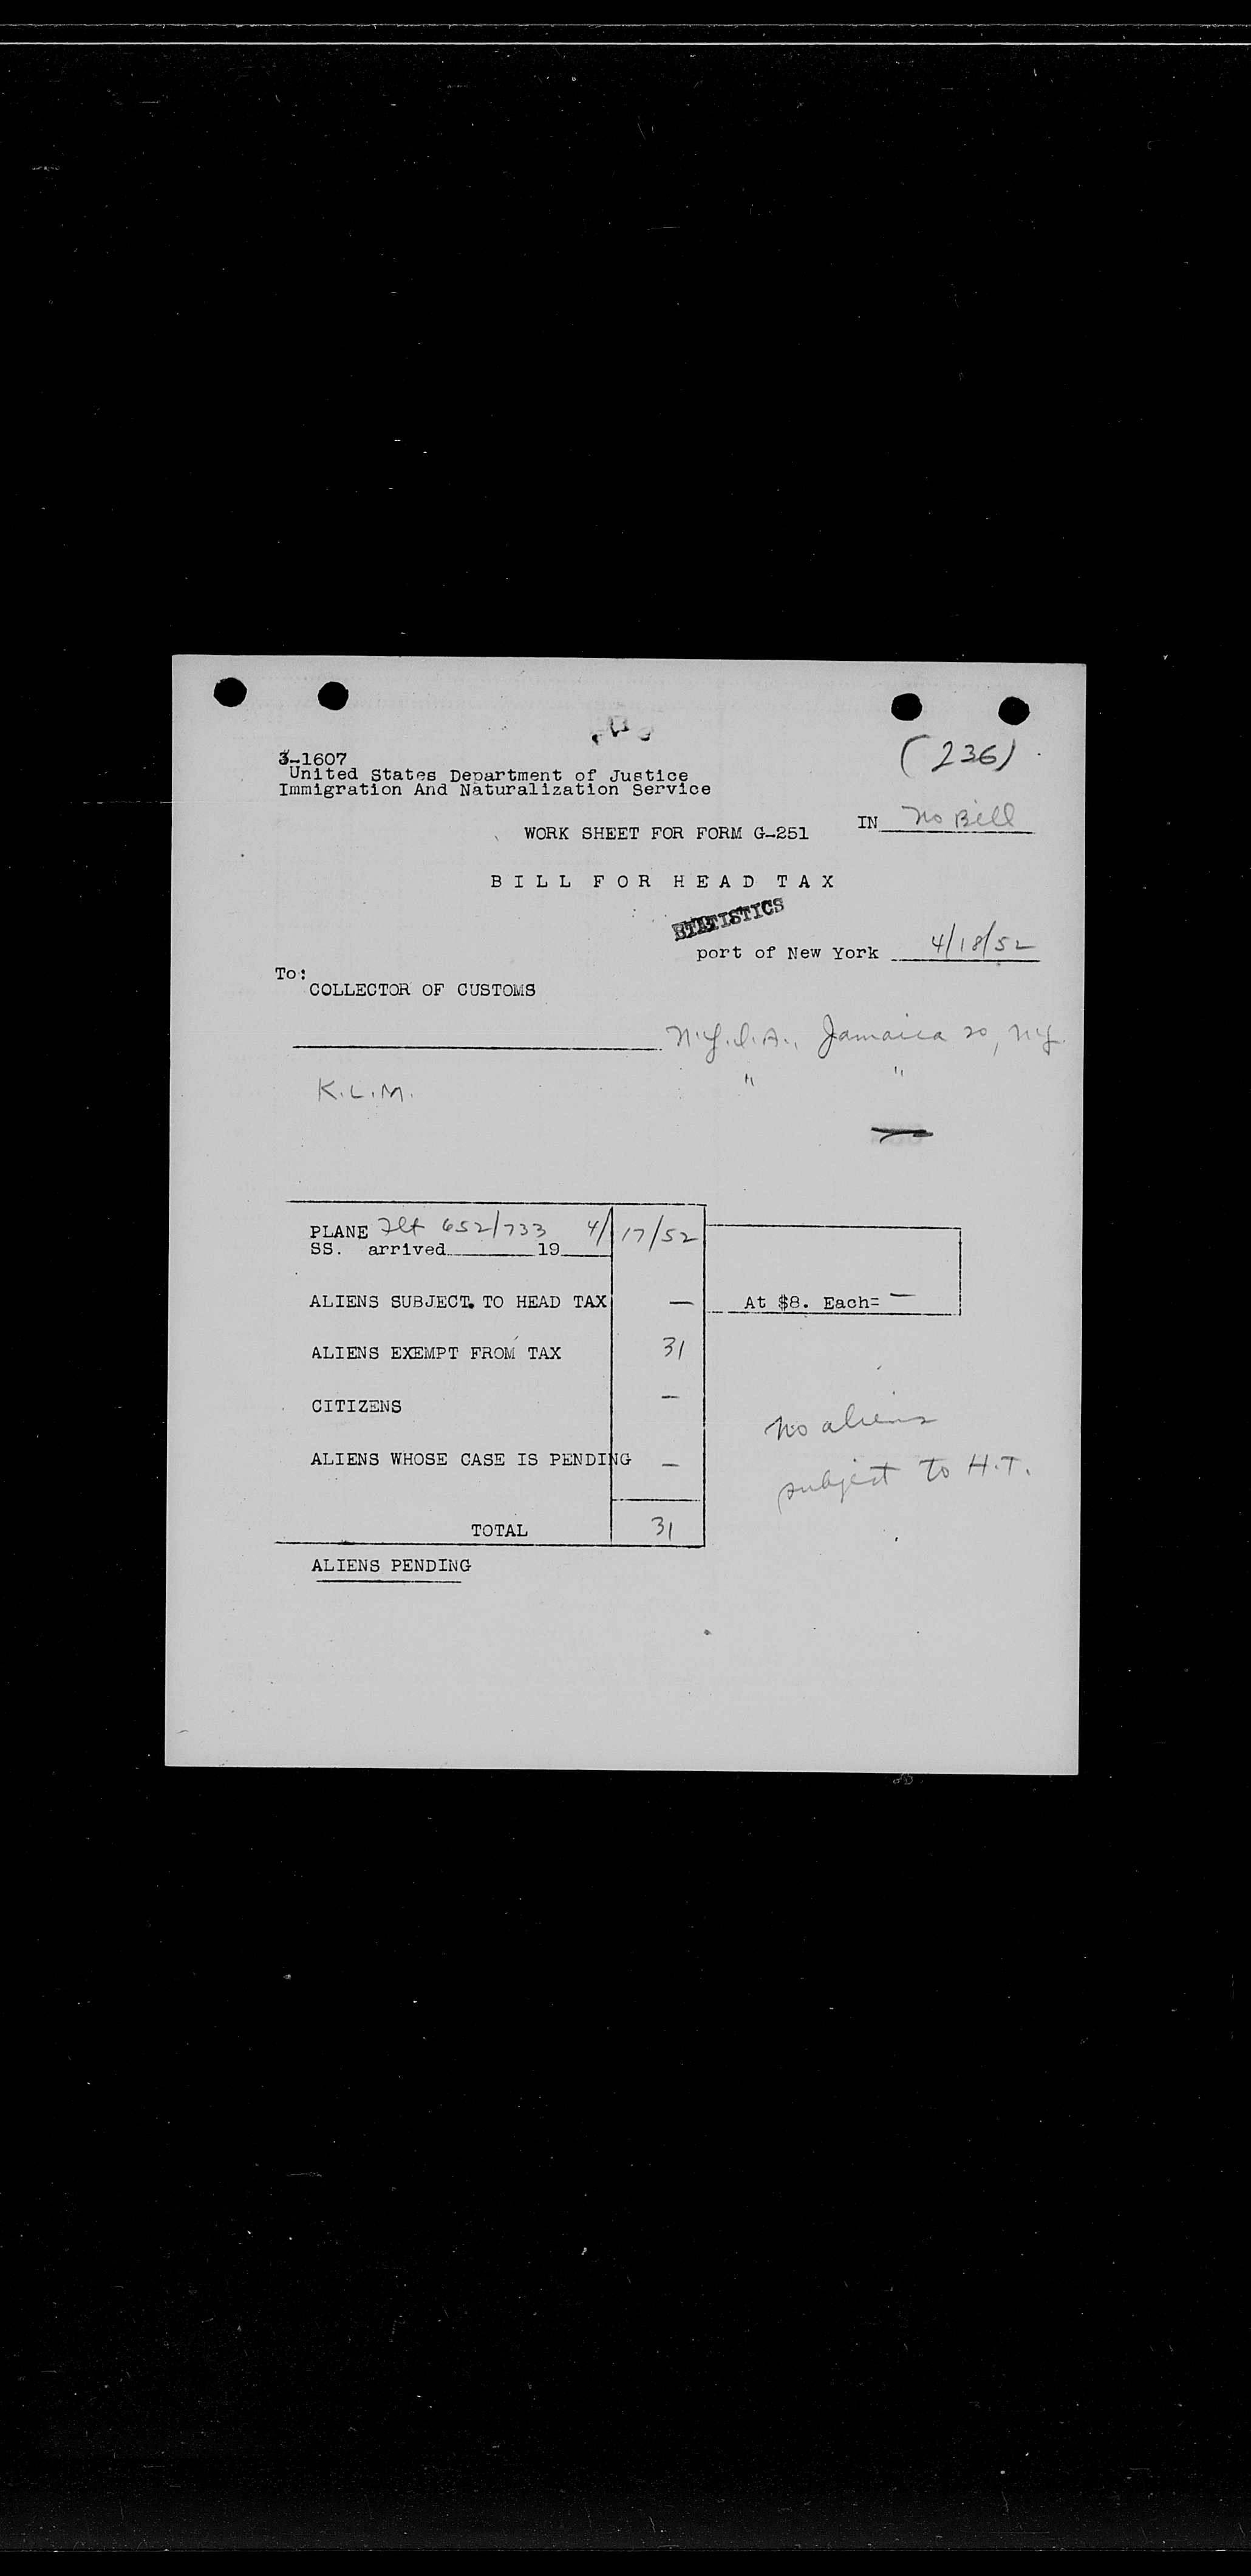 (236)
3-1607
United States Department of Justice
Immigration And Naturalization Service
IN No Bill
WORK SHEET FOR FORM G-251
BILL FOR HEAD TAX
STATISTICS
port of New York 4/18/52
To:
COLLECTOR OF CUSTOMS
N.Y.I.A., Jamaica 20, N.Y.
K.L.M. " "
PLANE Flt 652/733 4/17/52
SS. arrived 19
ALIENS SUBJECT. TO HEAD TAX — At $8. Each= —
ALIENS EXEMPT FROM TAX 31
CITIZENS —
ALIENS WHOSE CASE IS PENDING —
No aliens
subject to H.T.
TOTAL 31
ALIENS PENDING